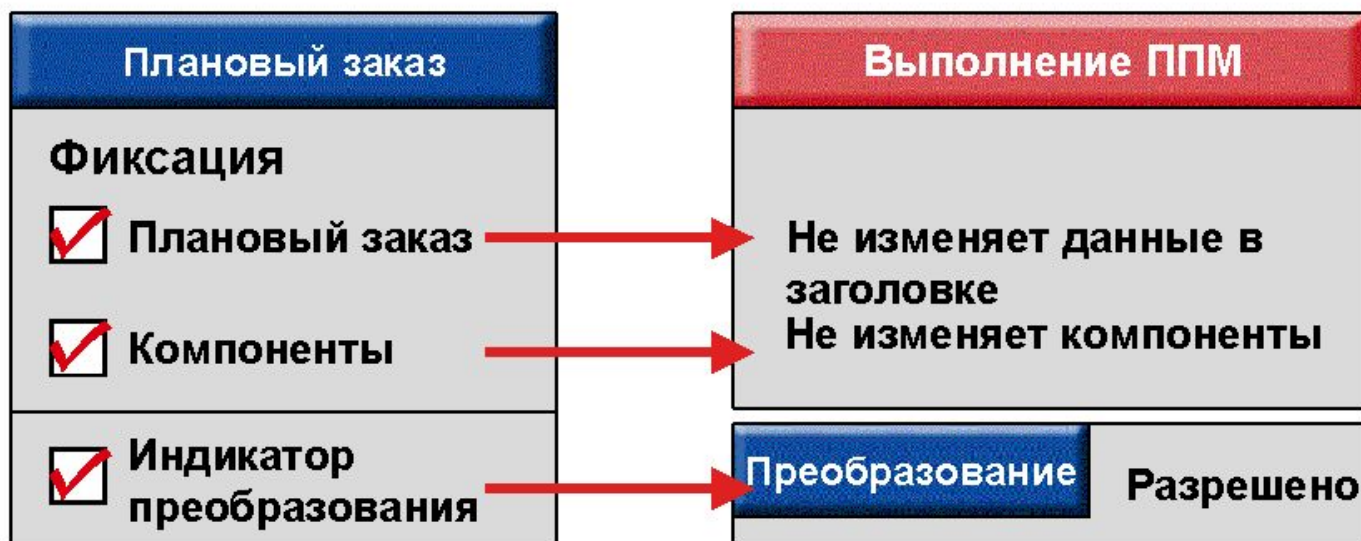 Плановый заказ
Фиксация
Плановый заказ
Компоненты
Индикатор
преобразования
Выполнение ППМ
Не изменяет данные в
заголовке
Не изменяет компоненты
Преобразование
Разрешено